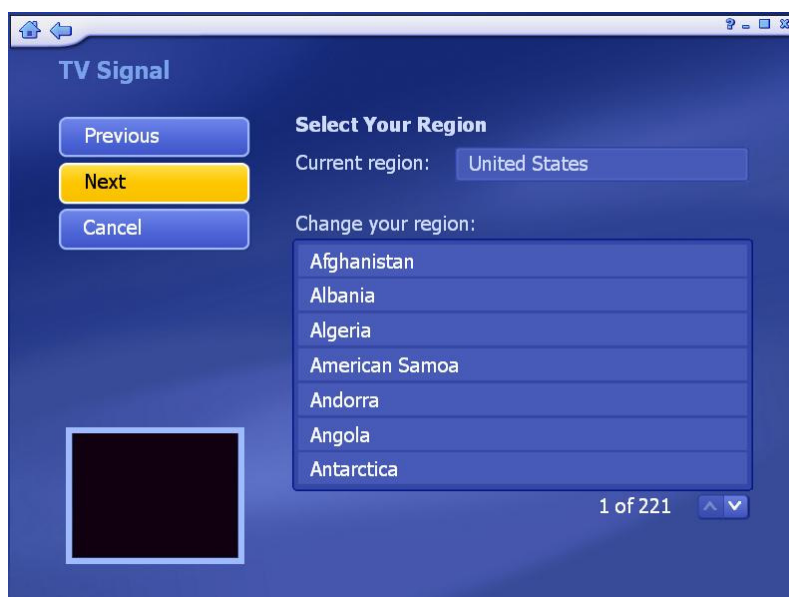 TV Signal
Previous
Next
Cancel
Select Your Region
Current region: United States
Change your region:
Afghanistan
Albania
Algeria
American Samoa
Andorra
Angola
Antarctica
1 of 221